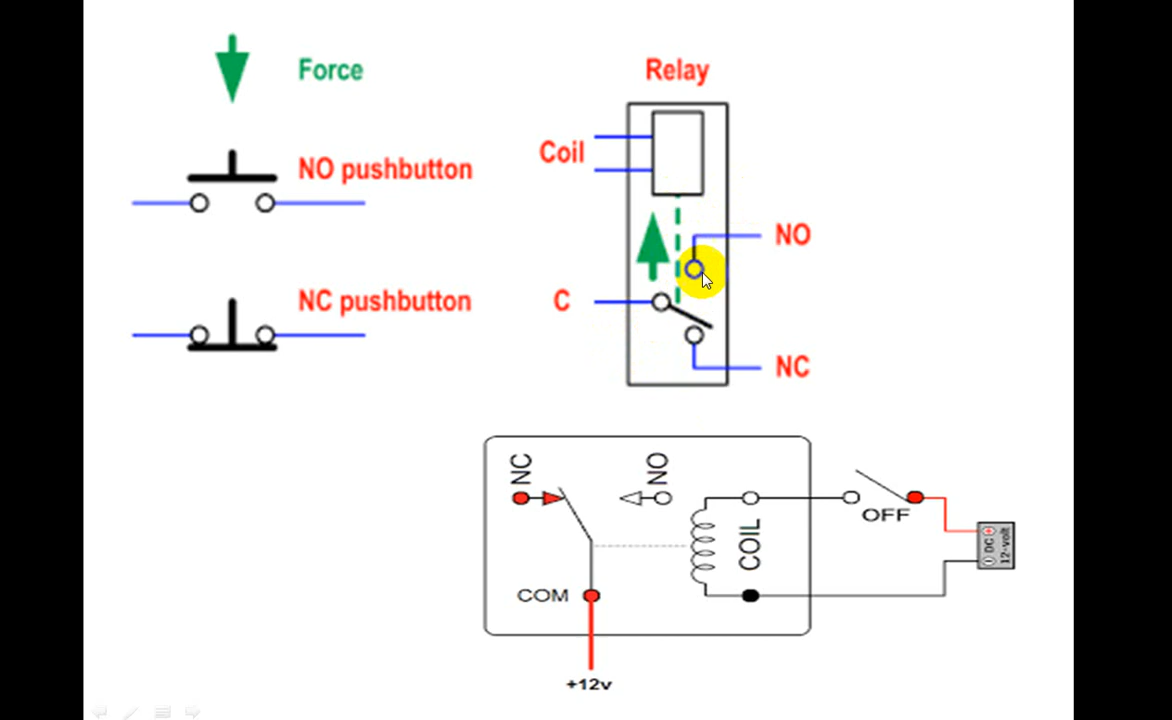 Force
Relay
NO pushbutton
Coil
NO
NC pushbutton
C
NC
NC
NO
COIL
OFF
DC
12-volt
COM
+12v